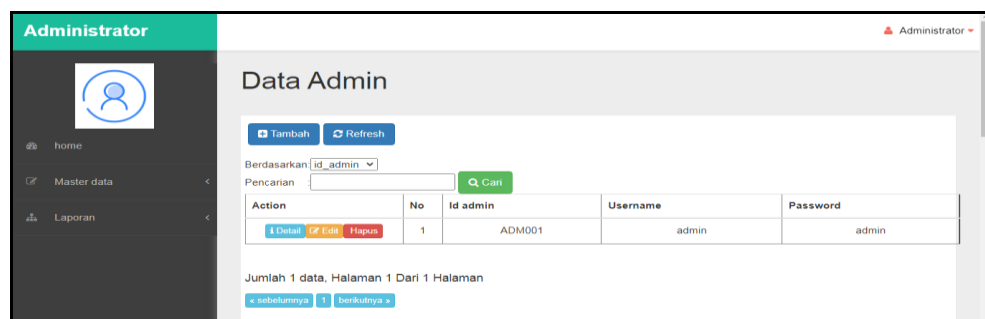 Administrator
Administrator
home
Master data
Laporan
Data Admin
Tambah Refresh
Berdasarkan: id_admin
Pencarian : Cari
Action No Id admin Username Password
Detail Edit Hapus 1 ADM001 admin admin
Jumlah 1 data, Halaman 1 Dari 1 Halaman
« sebelumnya 1 berikutnya »